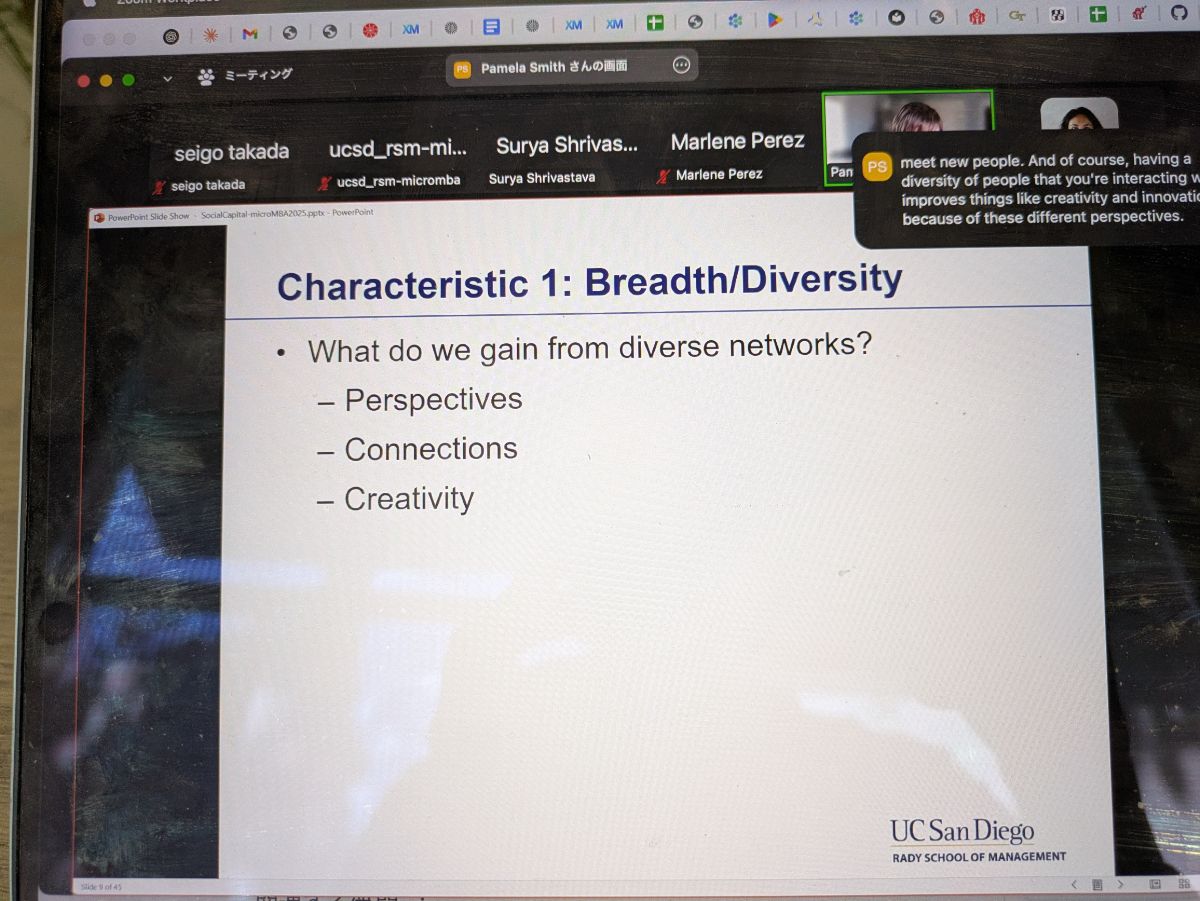 XM
XM
XM
GT
ミーティング
PS Pamela Smith さんの画面
seigo takada
ucsd_rsm-mi...
Surya Shrivas...
Marlene Perez
seigo takada
ucsd_rsm-micromba
Surya Shrivastava
Marlene Perez
PS
meet new people. And of course, having a
diversity of people that you're interacting
improves things like creativity and
because of these different perspectives.
PowerPoint Slide Show - SocialCapital-microMBA2025.pptx - PowerPoint
Characteristic 1: Breadth/Diversity
• What do we gain from diverse networks?
– Perspectives
– Connections
– Creativity
UC San Diego
RADY SCHOOL OF MANAGEMENT
Slide 9 of 45